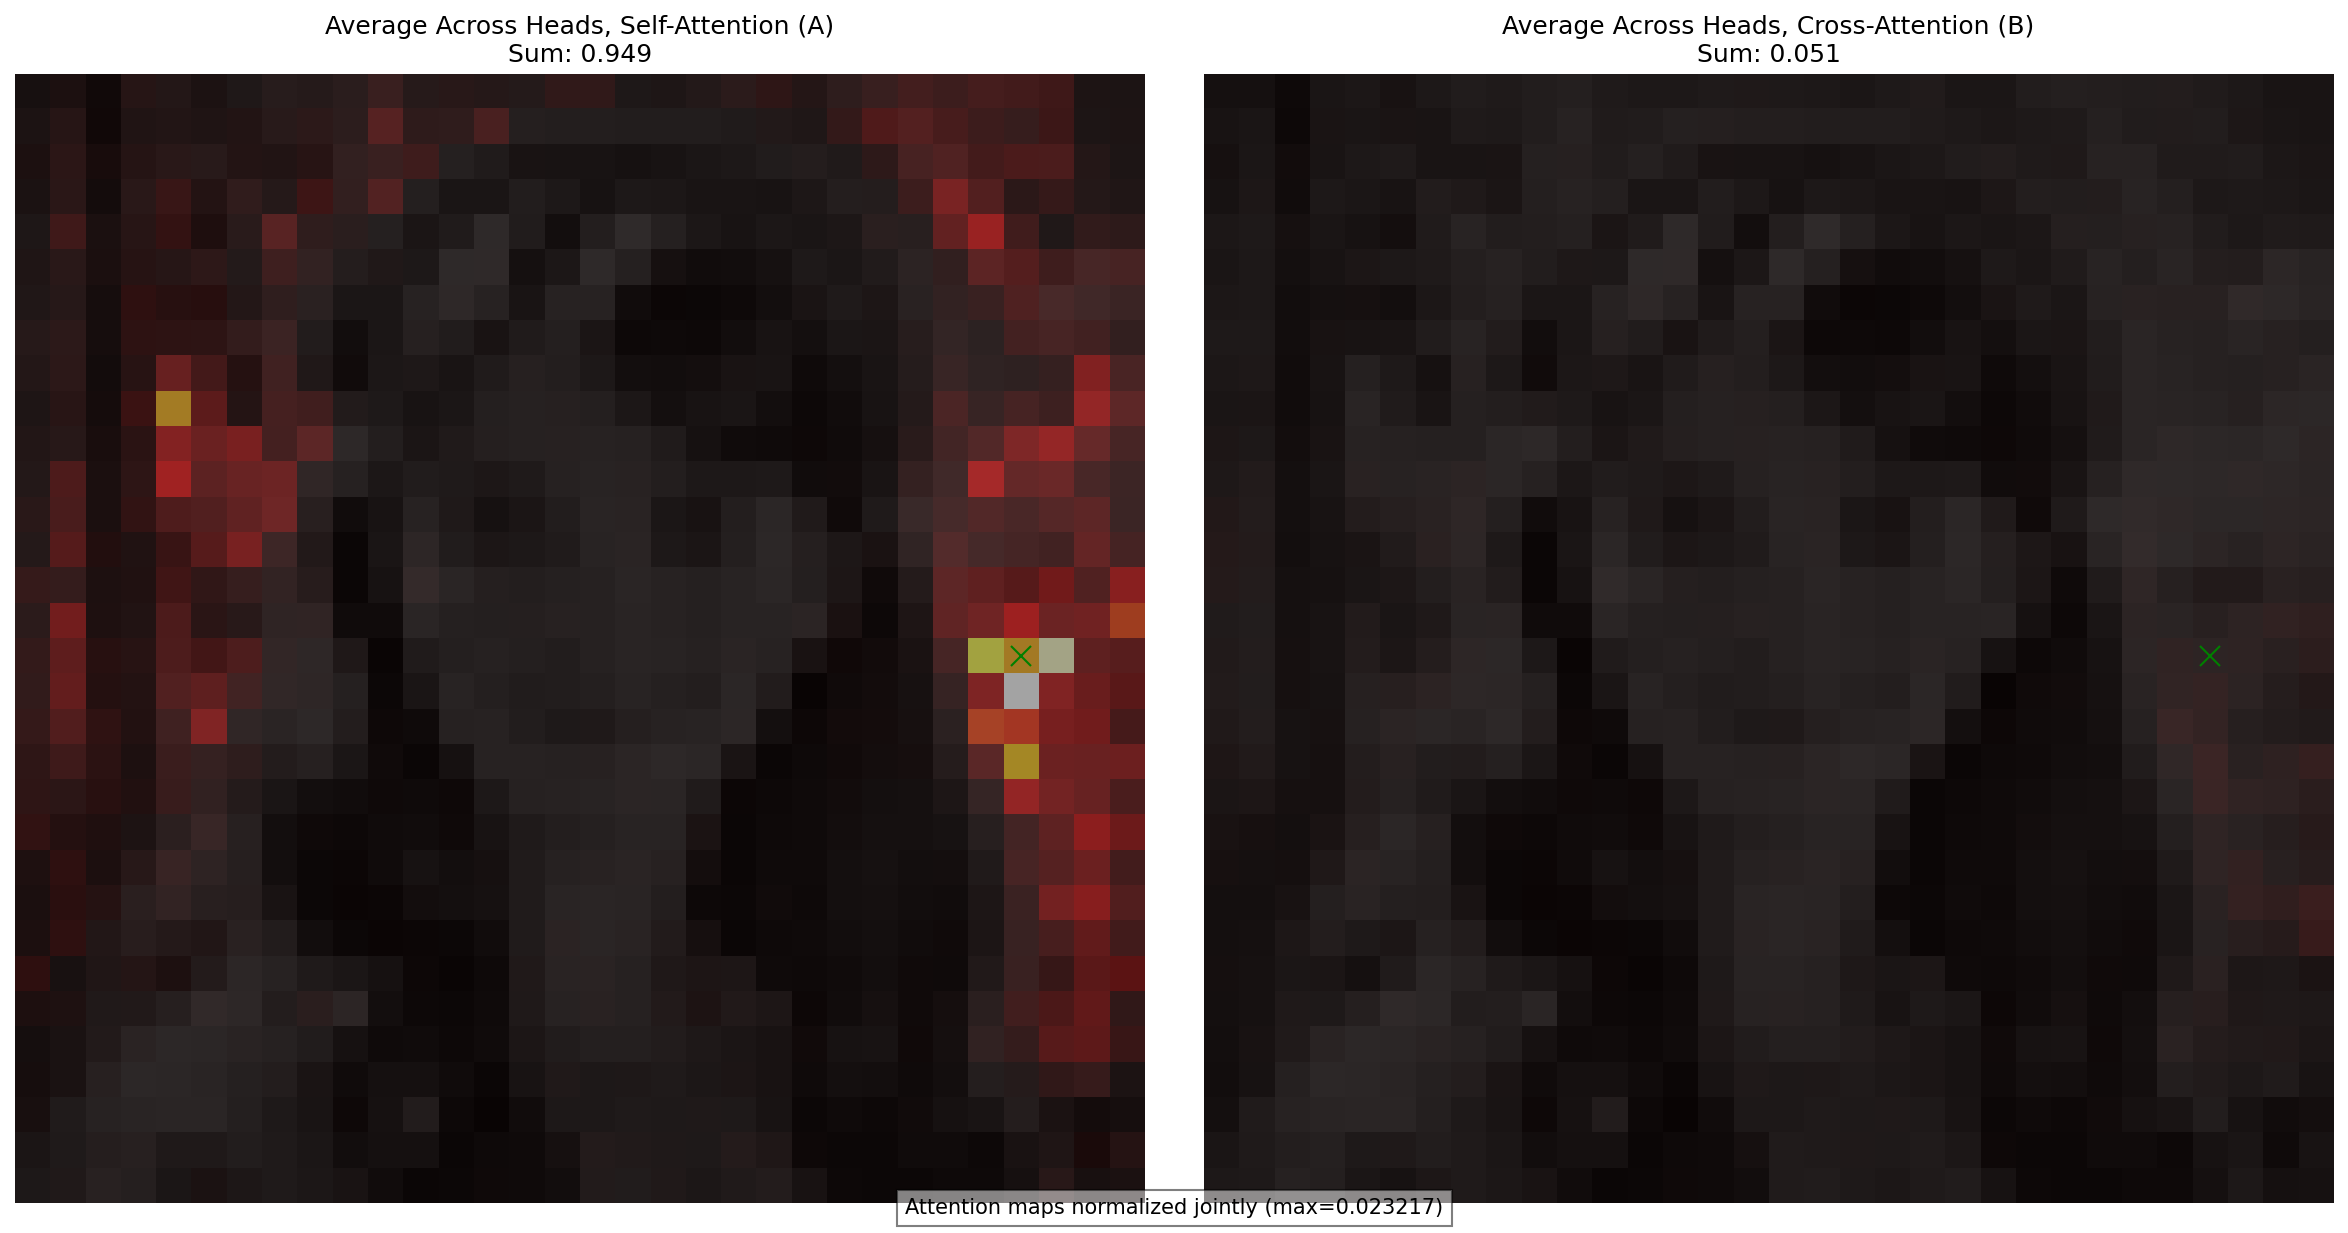 Average Across Heads, Self-Attention (A)
Sum: 0.949
Average Across Heads, Cross-Attention (B)
Sum: 0.051
Attention maps normalized jointly (max=0.023217)